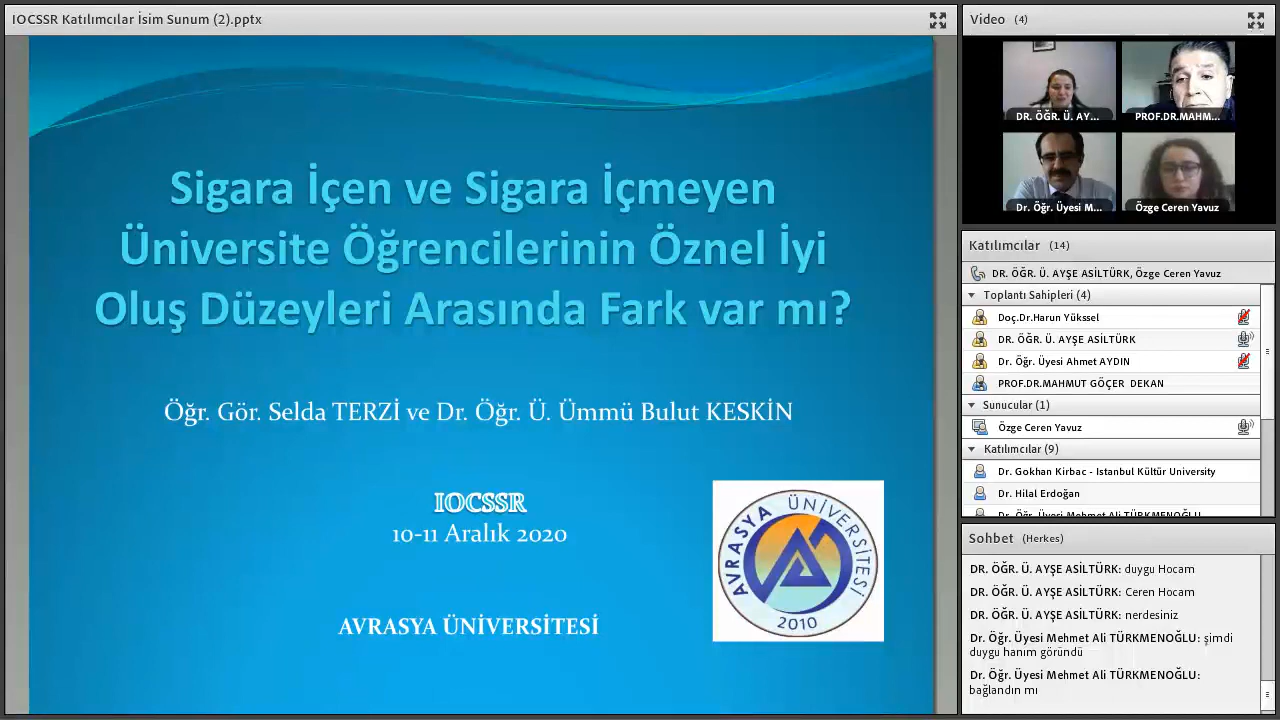 IOCSSR Katılımcılar İsim Sunum (2).pptx
Sigara İçen ve Sigara İçmeyen
Üniversite Öğrencilerinin Öznel İyi
Oluş Düzeyleri Arasında Fark var mı?
Öğr. Gör. Selda TERZİ ve Dr. Öğr. Ü. Ümmü Bulut KESKİN
IOCSSR
10-11 Aralık 2020
AVRASYA ÜNİVERSİTESİ
AVRASYA ÜNİVERSİTESİ
2010
Video (4)
DR. ÖĞR. Ü. AY...
PROF.DR.MAHM...
Dr. Öğr. Üyesi M...
Özge Ceren Yavuz
Katılımcılar (14)
DR. ÖĞR. Ü. AYŞE ASİLTÜRK, Özge Ceren Yavuz
Toplantı Sahipleri (4)
Doç.Dr.Harun Yükssel
DR. ÖĞR. Ü. AYŞE ASİLTÜRK
Dr. Öğr. Üyesi Ahmet AYDIN
PROF.DR.MAHMUT GÖÇER DEKAN
Sunucular (1)
Özge Ceren Yavuz
Katılımcılar (9)
Dr. Gokhan Kirbac - Istanbul Kültür University
Dr. Hilal Erdoğan
Dr. Öğr. Üyesi Mehmet Ali TÜRKMENOĞLU
Sohbet (Herkes)
DR. ÖĞR. Ü. AYŞE ASİLTÜRK: duygu Hocam
DR. ÖĞR. Ü. AYŞE ASİLTÜRK: Ceren Hocam
DR. ÖĞR. Ü. AYŞE ASİLTÜRK: nerdesiniz
Dr. Öğr. Üyesi Mehmet Ali TÜRKMENOĞLU: şimdi
duygu hanım göründü
Dr. Öğr. Üyesi Mehmet Ali TÜRKMENOĞLU:
bağlandın mı